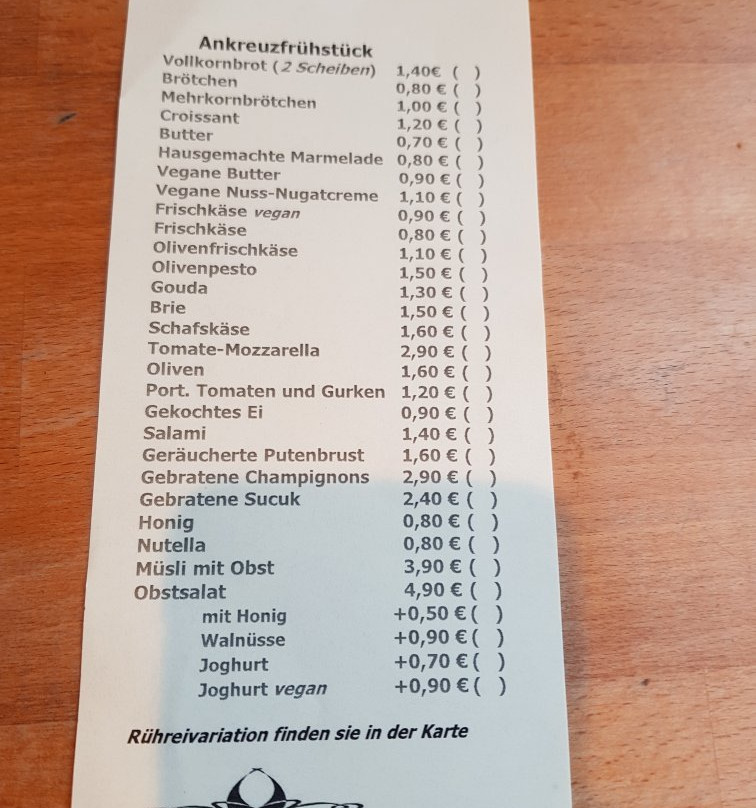 Ankreuzfrühstück
Vollkornbrot (2 Scheiben) 1,40€ ( )
Brötchen 0,80 € ( )
Mehrkornbrötchen 1,00 € ( )
Croissant 1,20 € ( )
Butter 0,70 € ( )
Hausgemachte Marmelade 0,80 € ( )
Vegane Butter 0,90 € ( )
Vegane Nuss-Nugatcreme 1,10 € ( )
Frischkäse vegan 0,90 € ( )
Frischkäse 0,80 € ( )
Olivenfrischkäse 1,10 € ( )
Olivenpesto 1,50 € ( )
Gouda 1,30 € ( )
Brie 1,50 € ( )
Schafskäse 1,60 € ( )
Tomate-Mozzarella 2,90 € ( )
Oliven 1,60 € ( )
Port. Tomaten und Gurken 1,20 € ( )
Gekochtes Ei 0,90 € ( )
Salami 1,40 € ( )
Geräucherte Putenbrust 1,60 € ( )
Gebratene Champignons 2,90 € ( )
Gebratene Sucuk 2,40 € ( )
Honig 0,80 € ( )
Nutella 0,80 € ( )
Müsli mit Obst 3,90 € ( )
Obstsalat 4,90 € ( )
mit Honig +0,50 € ( )
Walnüsse +0,90 € ( )
Joghurt +0,70 € ( )
Joghurt vegan +0,90 € ( )
Rühreivariation finden sie in der Karte